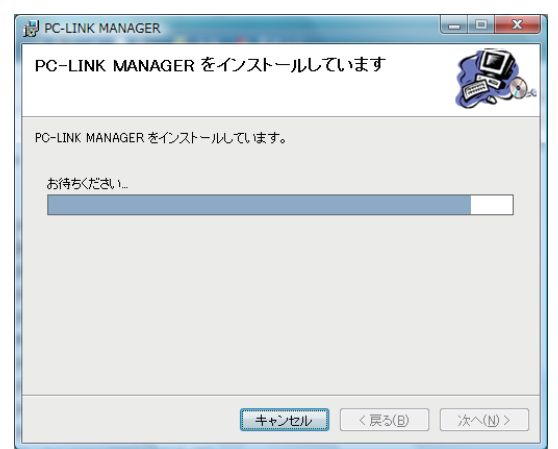 PC-LINK MANAGER
PC-LINK MANAGER をインストールしています
PC-LINK MANAGER をインストールしています。
お待ちください...
キャンセル
< 戻る(B)
次へ(N) >